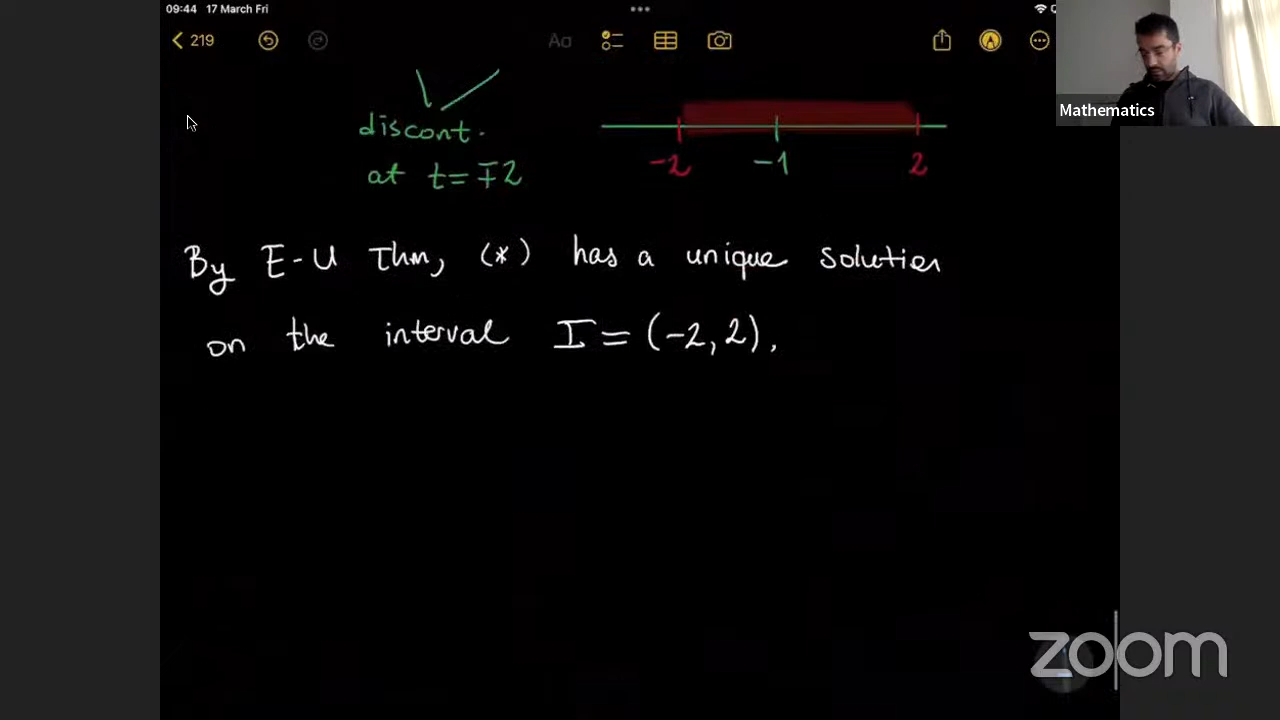 09:44 17 March Fri
219
Aa
Mathematics
discont.
at t=∓2
-2 -1 2
By E-U Thm, (*) has a unique solution
on the interval I = (-2, 2).
zoom